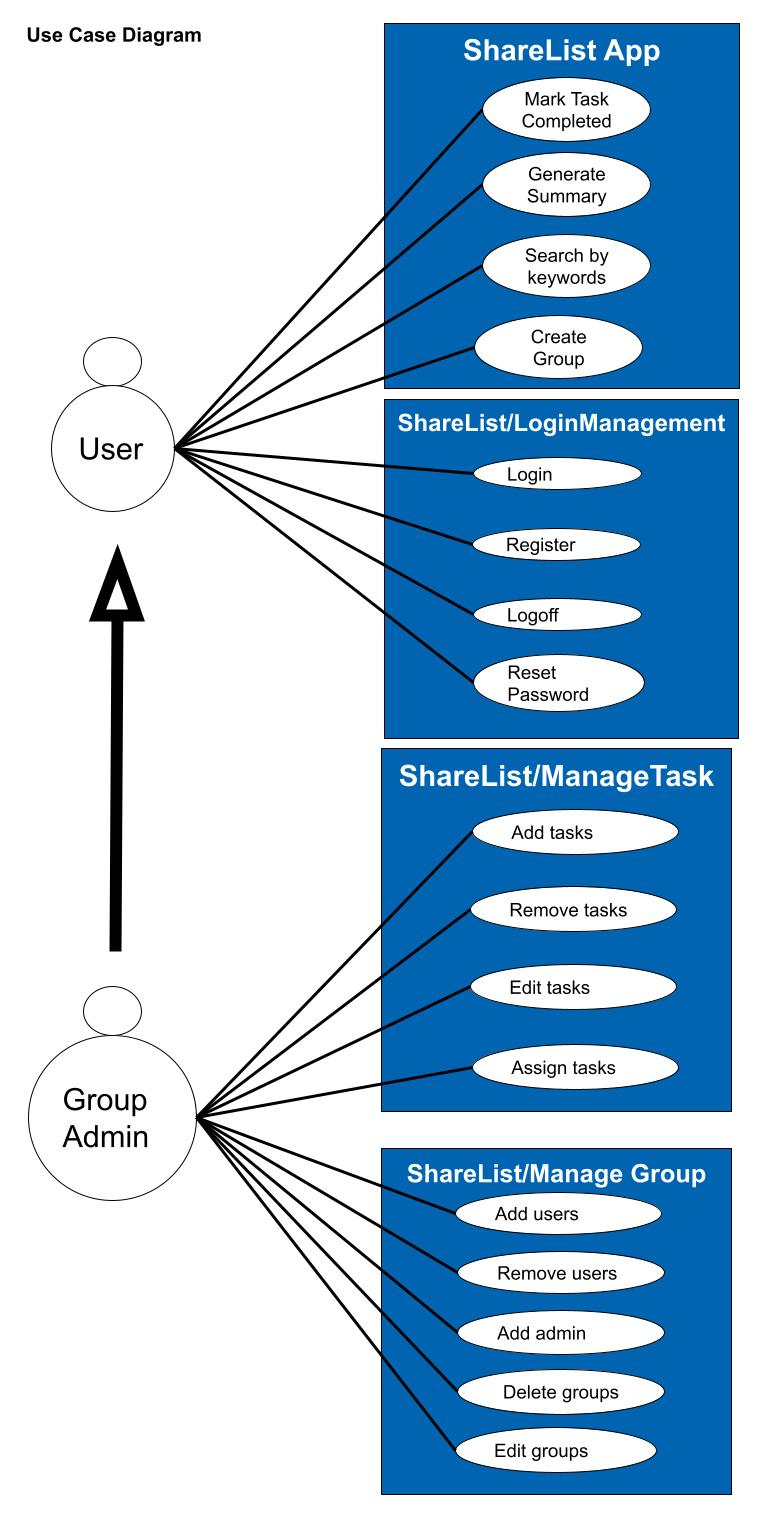 Use Case Diagram
ShareList App
Mark Task
Completed
Generate
Summary
Search by
keywords
Create
Group
User
ShareList/LoginManagement
Login
Register
Logoff
Reset
Password
ShareList/ManageTask
Add tasks
Remove tasks
Edit tasks
Assign tasks
Group
Admin
ShareList/Manage Group
Add users
Remove users
Add admin
Delete groups
Edit groups